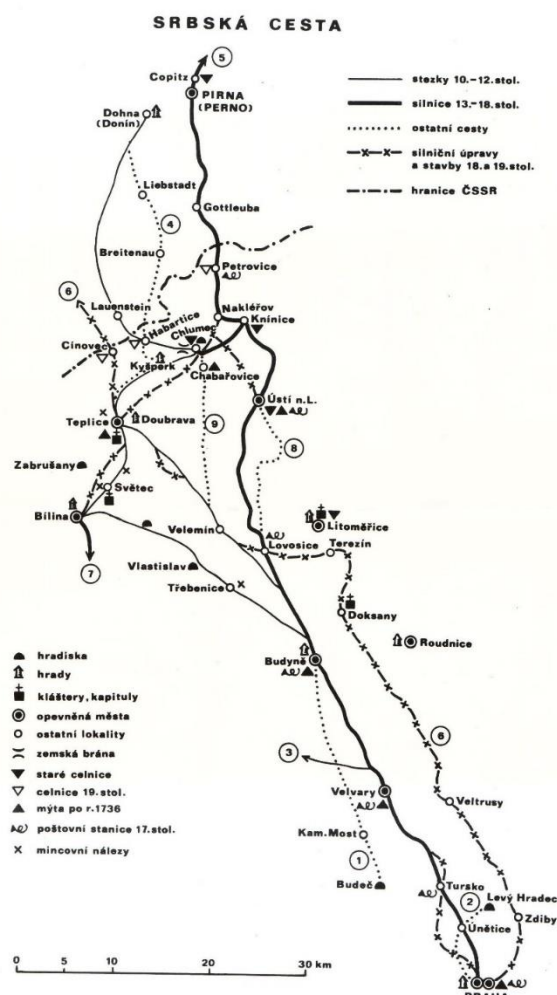 SRBSKÁ CESTA
stezky 10.–12.stol.
silnice 13.–18.stol.
ostatní cesty
silniční úpravy
a stavby 18.a 19.stol.
hranice ČSSR
5
Copitz
PIRNA
(PERNO)
Dohna
(Donín)
Liebstadt
4
Gottleuba
Breitenau
Petrovice
6
Lauenstein
Nakléřov
Knínice
Habartice
Chlumec
Cínovec
Kyšperk
Chabařovice
Ústí n.L.
Teplice
Doubrava
9
8
Zabrušany
Světec
Bílina
Velemín
Litoměřice
Lovosice
Terezín
7
Vlastislav
Třebenice
Doksany
Roudnice
Budyně
6
3
Velvary
Veltrusy
Kam.Most
1
Budeč
Tursko
Levý Hradec
2
Únětice
Zdiby
PRAHA
hradiska
hrady
kláštery, kapituly
opevněná města
ostatní lokality
zemská brána
staré celnice
celnice 19.stol.
mýta po r.1736
poštovní stanice 17.stol.
mincovní nálezy
0 5 10 20 30 km